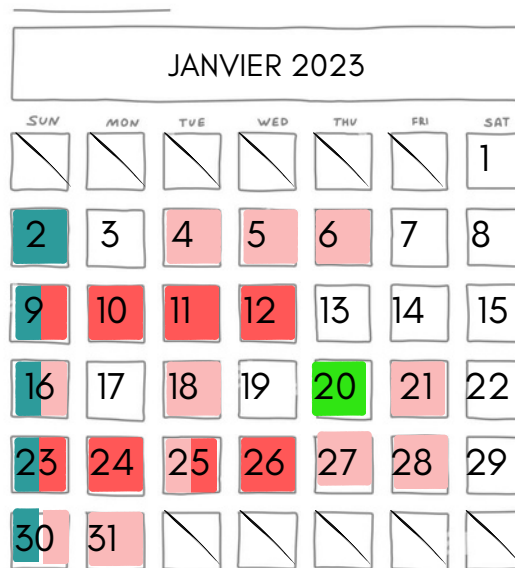 JANVIER 2023
SUN MON TUE WED THU FRI SAT
1
2 3 4 5 6 7 8
9 10 11 12 13 14 15
16 17 18 19 20 21 22
23 24 25 26 27 28 29
30 31